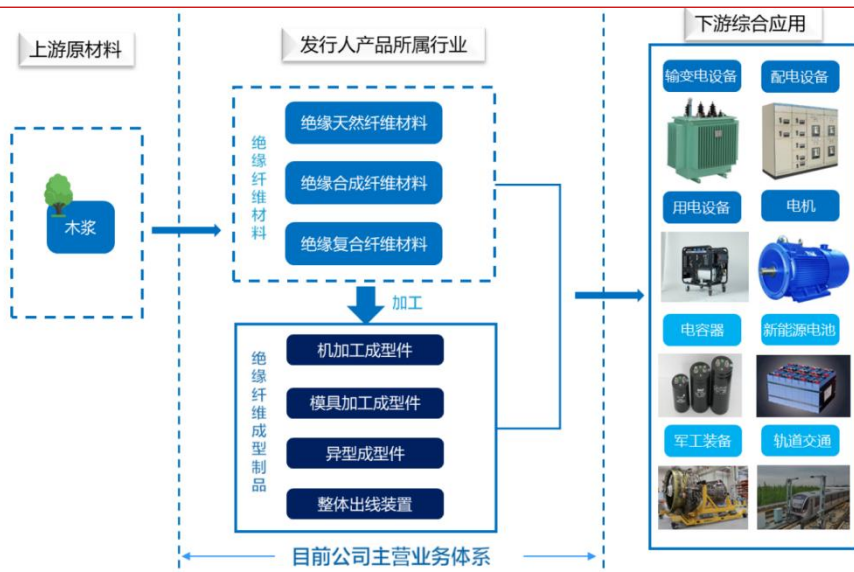 上游原材料
发行人产品所属行业
下游综合应用
木浆
绝缘纤维材料
绝缘天然纤维材料
绝缘合成纤维材料
绝缘复合纤维材料
加工
绝缘纤维成型制品
机加工成型件
模具加工成型件
异型成型件
整体出线装置
目前公司主营业务体系
输变电设备
配电设备
用电设备
电机
电容器
新能源电池
军工装备
轨道交通